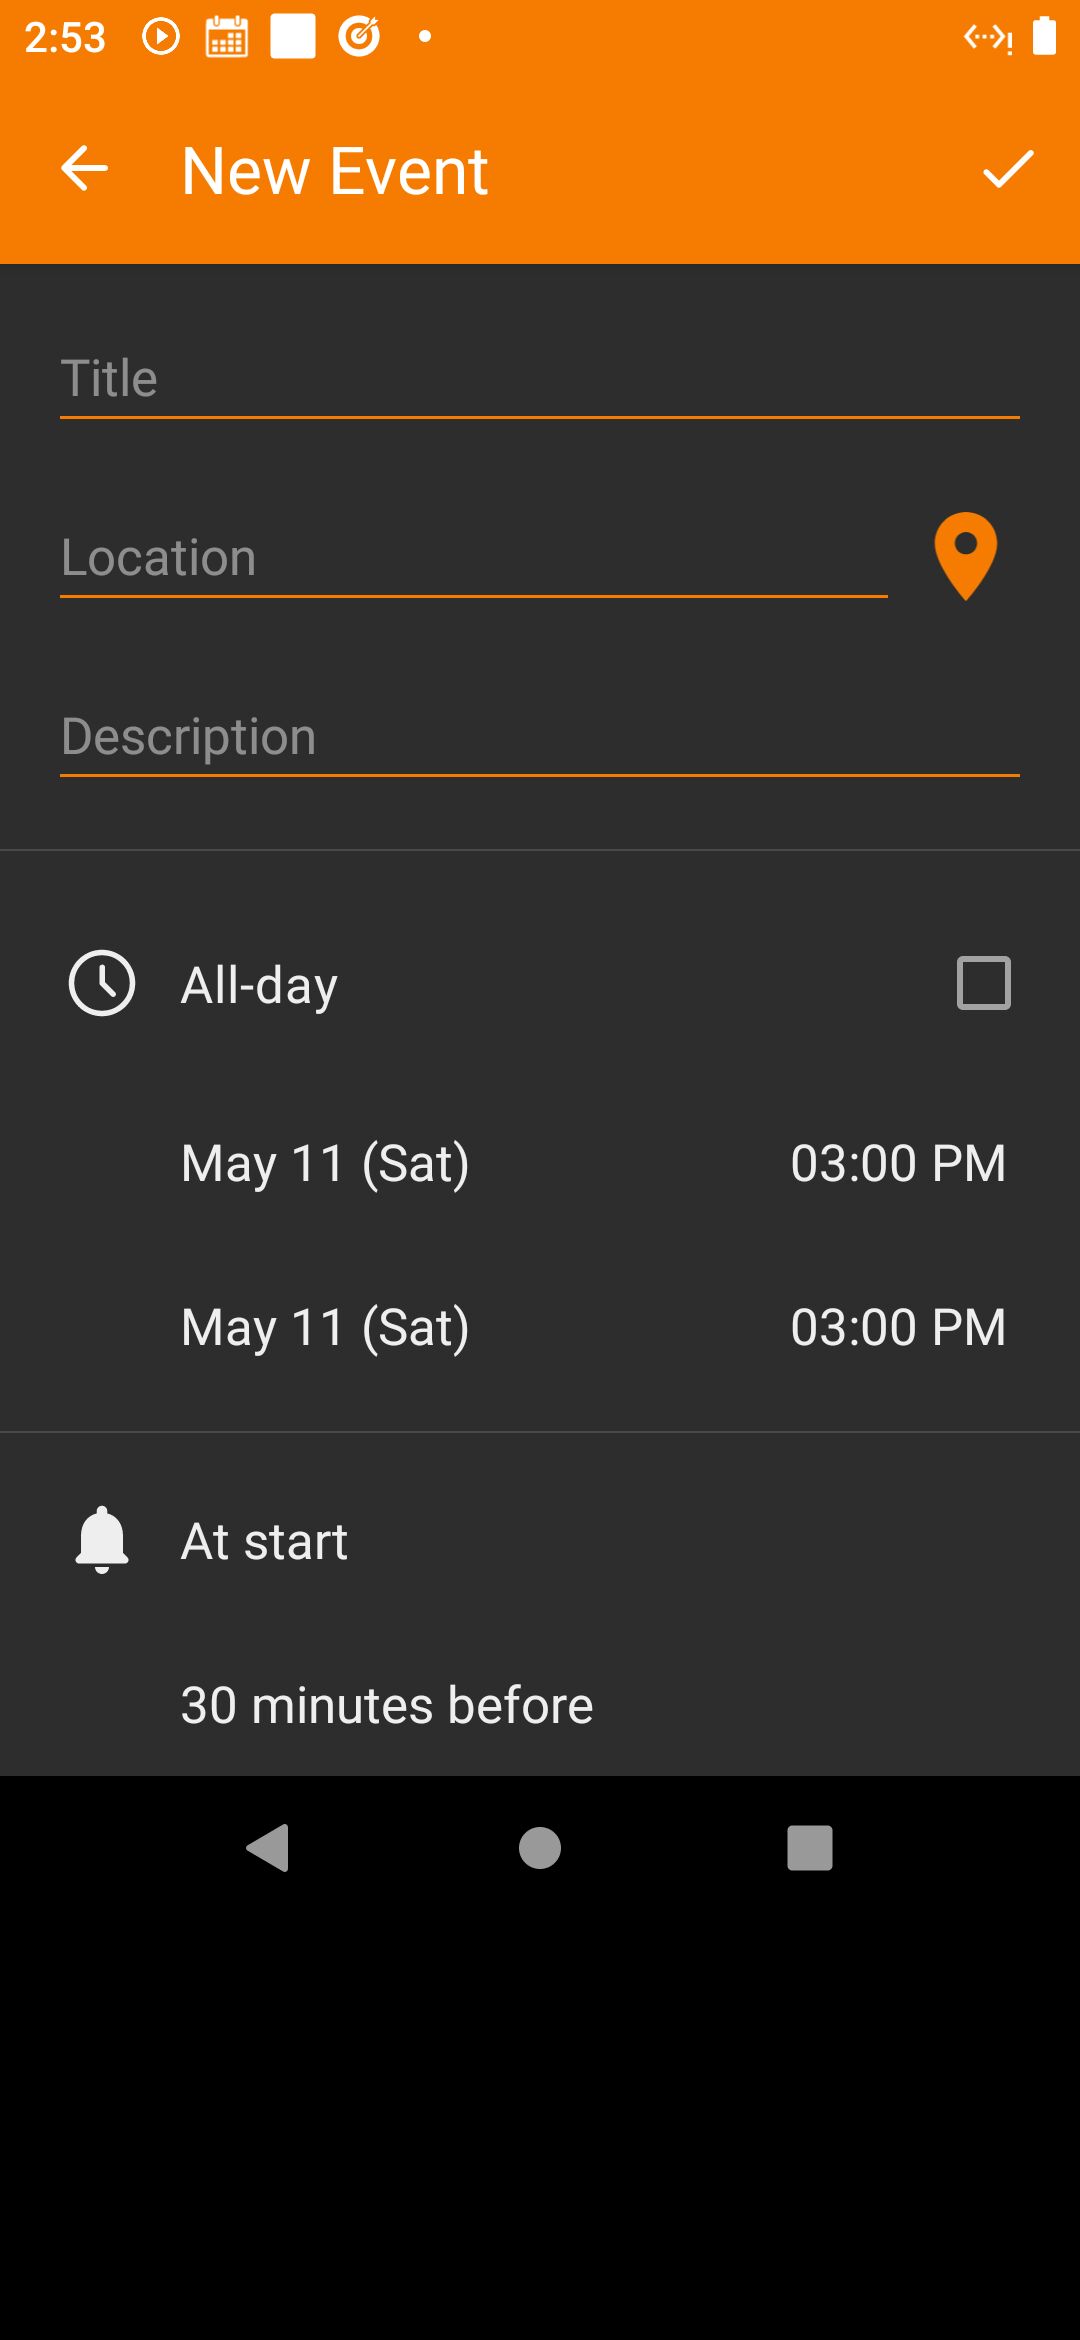 2:53
New Event
Title
Location
Description
All-day
May 11 (Sat) 03:00 PM
May 11 (Sat) 03:00 PM
At start
30 minutes before